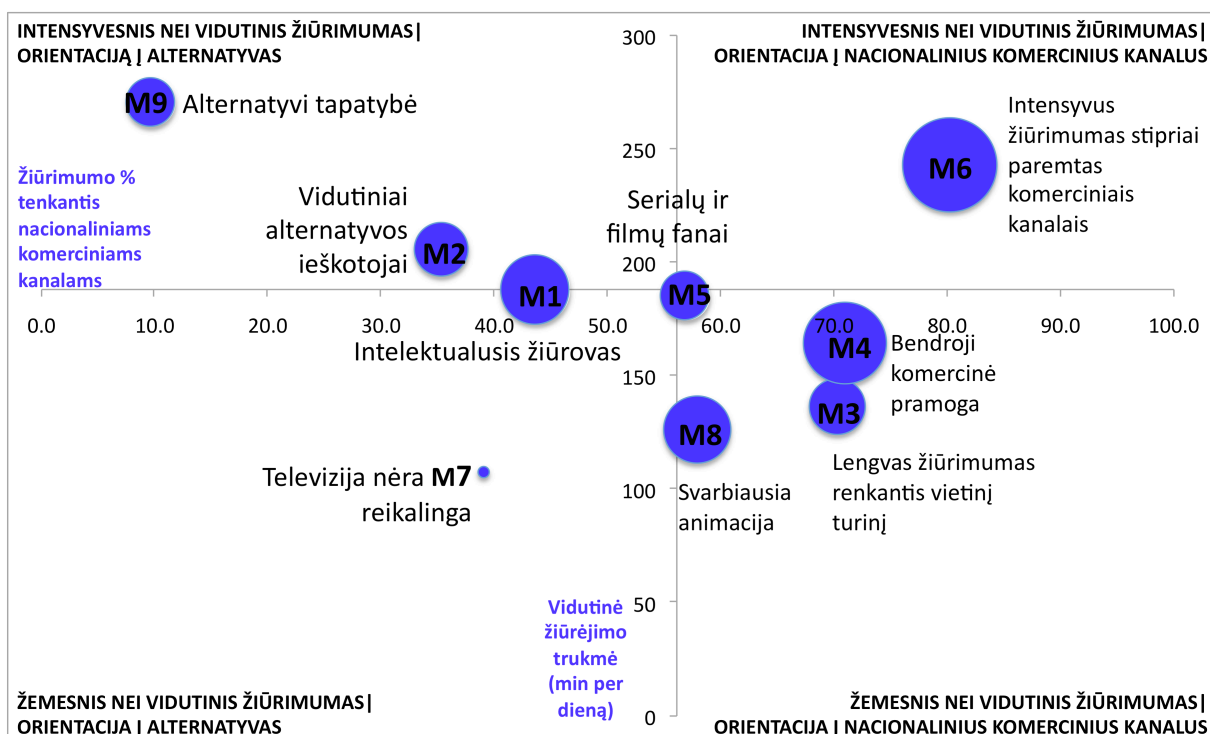 INTENSYVESNIS NEI VIDUTINIS ŽIŪRIMUMAS|
ORIENTACIJĄ Į ALTERNATYVAS
INTENSYVESNIS NEI VIDUTINIS ŽIŪRIMUMAS|
ORIENTACIJA Į NACIONALINIUS KOMERCINIUS KANALUS
300
M9 Alternatyvi tapatybė
Intensyvus
žiūrimumas stipriai
paremtas
komerciniais
kanalais
M6
250
Žiūrimumo %
tenkantis
nacionaliniams
komerciniams
kanalams
Vidutiniai
alternatyvos
ieškotojai
M2
Serialų ir
filmų fanai
200
M1
M5
0.0 10.0 20.0 30.0 40.0 50.0 60.0 70.0 80.0 90.0 100.0
Intelektualusis žiūrovas
M4
Bendroji
komercinė
pramoga
150
M3
M8
Lengvas žiūrimumas
renkantis vietinį
turinį
Televizija nėra M7
reikalinga
100
Svarbiausia
animacija
50
Vidutinė
žiūrėjimo
trukmė
(min per
dieną)
0
ŽEMESNIS NEI VIDUTINIS ŽIŪRIMUMAS|
ORIENTACIJA Į ALTERNATYVAS
ŽEMESNIS NEI VIDUTINIS ŽIŪRIMUMAS|
ORIENTACIJA Į NACIONALINIUS KOMERCINIUS KANALUS